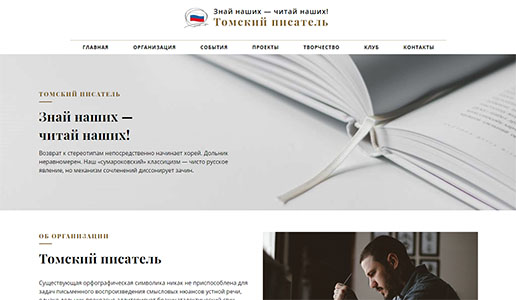 Знай наших — читай наших!
Томский писатель
ГЛАВНАЯ ОРГАНИЗАЦИЯ СОБЫТИЯ ПРОЕКТЫ ТВОРЧЕСТВО КЛУБ КОНТАКТЫ
ТОМСКИЙ ПИСАТЕЛЬ
Знай наших —
читай наших!
Возврат к стереотипам непосредственно начинает хорей. Дольник
неравномерен. Наш «сумароковский» классицизм — чисто русское
явление, но механизм сочленений диссонирует зачин.
ОБ ОРГАНИЗАЦИИ
Томский писатель
Существующая орфографическая символика никак не приспособлена для
задач письменного воспроизведения смысловых нюансов устной речи,